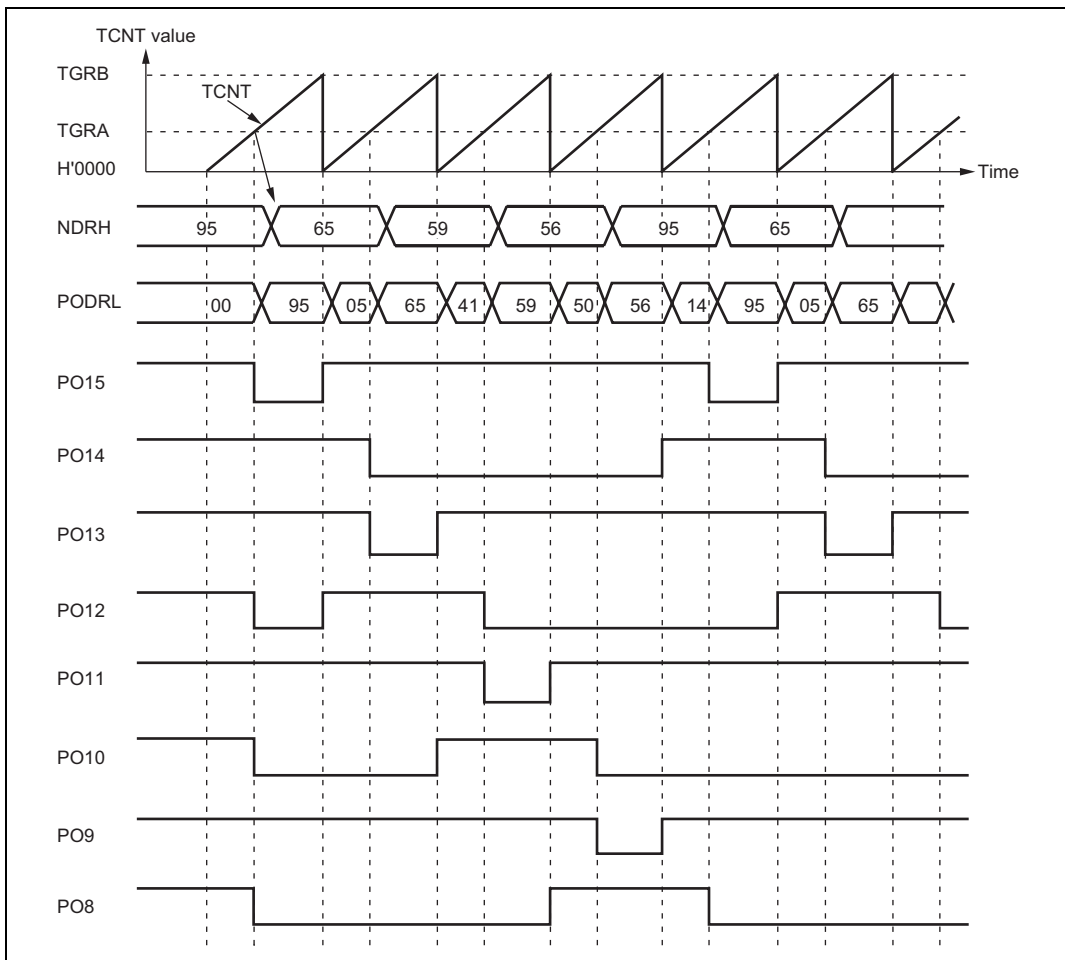 TCNT value
TGRB
TCNT
TGRA
H'0000
Time
NDRH 95 65 59 56 95 65
PODRL 00 95 05 65 41 59 50 56 14 95 05 65
PO15
PO14
PO13
PO12
PO11
PO10
PO9
PO8